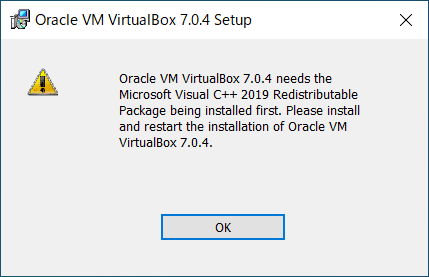 Oracle VM VirtualBox 7.0.4 Setup
Oracle VM VirtualBox 7.0.4 needs the
Microsoft Visual C++ 2019 Redistributable
Package being installed first. Please install
and restart the installation of Oracle VM
VirtualBox 7.0.4.
OK